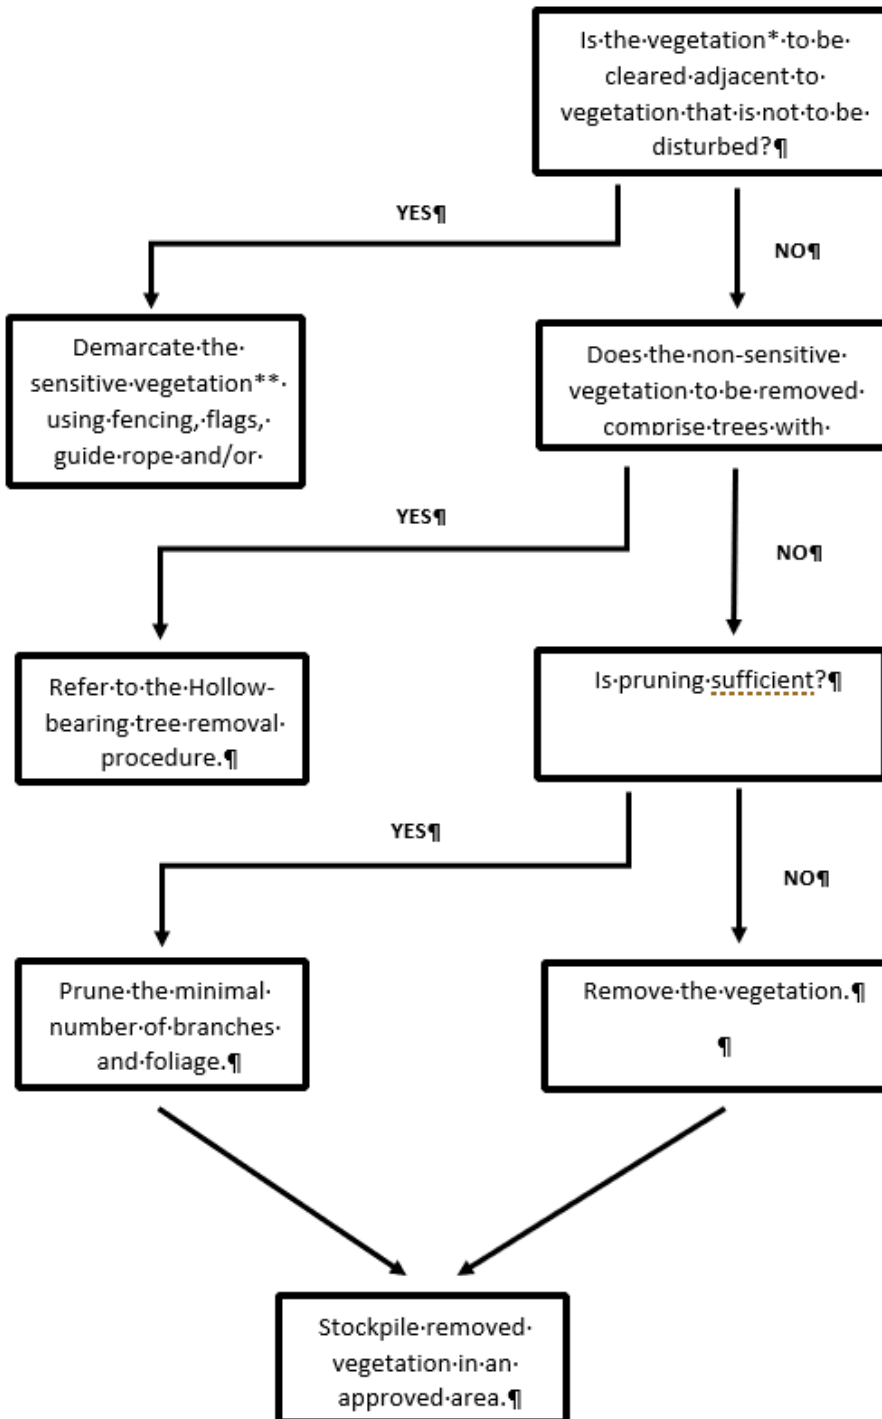 Is·the·vegetation*·to·be·
cleared·adjacent·to·
vegetation·that·is·not·to·be·
disturbed?¶
YES¶
NO¶
Demarcate·the·
sensitive·vegetation**·
using·fencing,·flags,·
guide·rope·and/or·
Does·the·non-sensitive·
vegetation·to·be·removed·
comprise·trees·with·
YES¶
NO¶
Refer·to·the·Hollow-
bearing·tree·removal·
procedure.¶
Is·pruning·sufficient?¶
YES¶
NO¶
Prune·the·minimal·
number·of·branches·
and·foliage.¶
Remove·the·vegetation.¶
¶
Stockpile·removed·
vegetation·in·an·
approved·area.¶